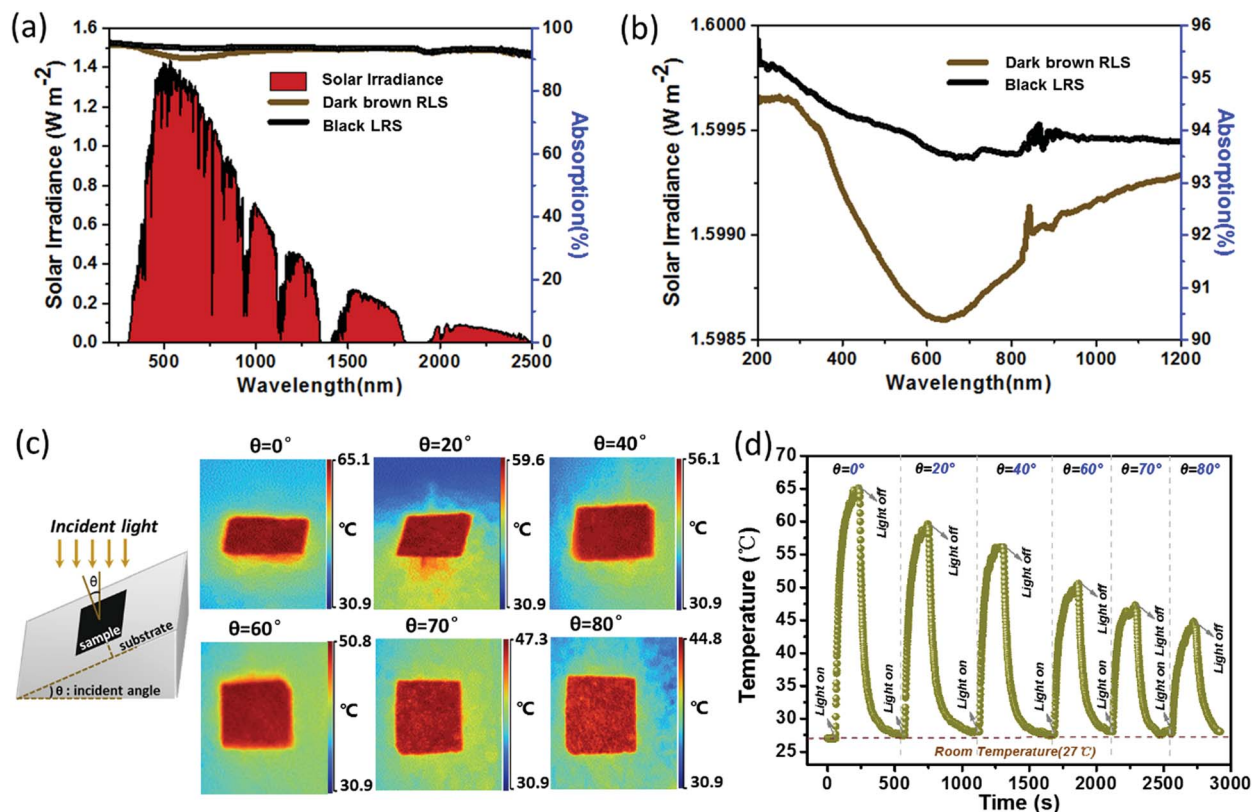 (a)
1.6
1.4
1.2
1.0
0.8
0.6
0.4
0.2
0.0
Solar Irradiance (W m-2)
100
80
60
40
20
0
Absorption(%)
Solar Irradiance
Dark brown RLS
Black LRS
500 1000 1500 2000 2500
Wavelength(nm)
(b)
1.6000
1.5995
1.5990
1.5985
Solar Irradiance (W m-2)
96
95
94
93
92
91
90
Absorption(%)
Dark brown RLS
Black LRS
200 400 600 800 1000 1200
Wavelength(nm)
(c)
Incident light
θ
sample
substrate
θ : incident angle
θ=0°
65.1
℃
30.9
θ=20°
59.6
℃
30.9
θ=40°
56.1
℃
30.9
θ=60°
50.8
℃
30.9
θ=70°
47.3
℃
30.9
θ=80°
44.8
℃
30.9
(d)
70
65
60
55
50
45
40
35
30
25
Temperature (℃)
θ=0° θ=20° θ=40° θ=60° θ=70° θ=80°
Light on
Light off
Light on
Light off
Light on
Light off
Light on
Light off
Light on
Light off
Light on
Light off
Room Temperature(27℃)
0 500 1000 1500 2000 2500 3000
Time (s)